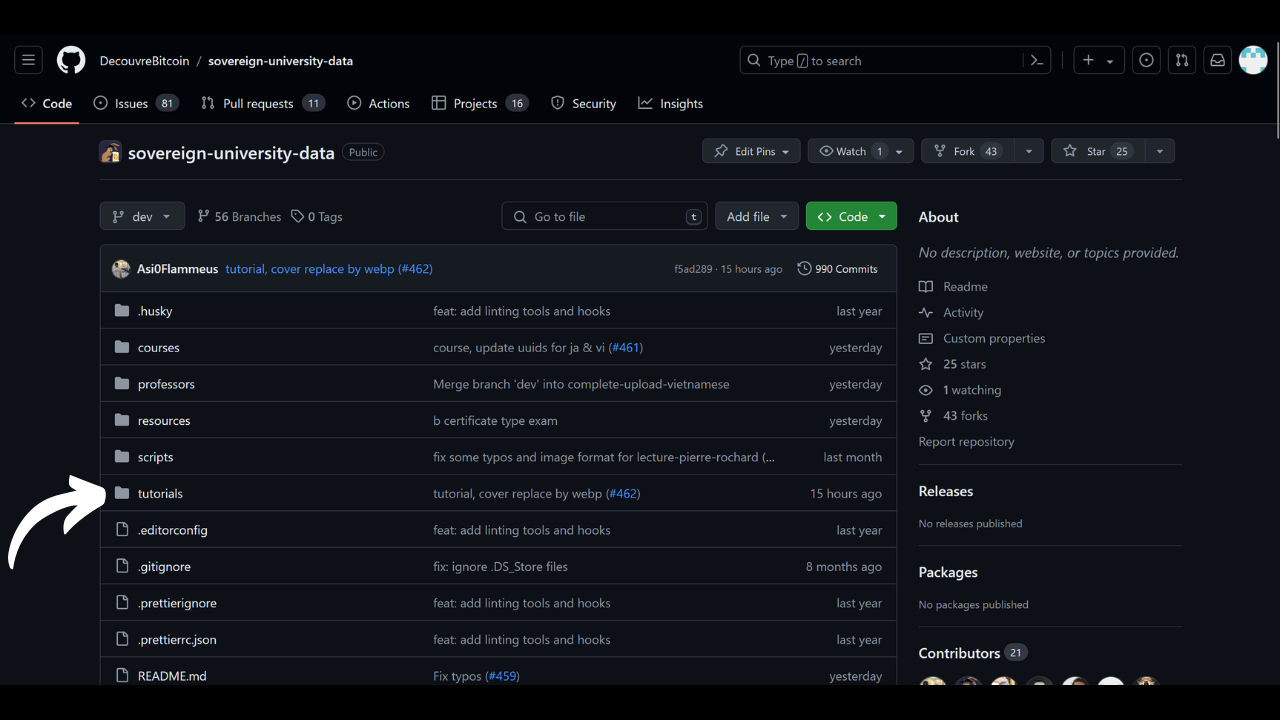 DecouvreBitcoin / sovereign-university-data
Type / to search
Code
Issues 81
Pull requests 11
Actions
Projects 16
Security
Insights
sovereign-university-data Public
Edit Pins
Watch 1
Fork 43
Star 25
dev
56 Branches
0 Tags
Go to file t
Add file
Code
Asi0Flammeus tutorial, cover replace by webp (#462) f5ad289 · 15 hours ago 990 Commits
.husky feat: add linting tools and hooks last year
courses course, update uuids for ja & vi (#461) yesterday
professors Merge branch 'dev' into complete-upload-vietnamese yesterday
resources b certificate type exam yesterday
scripts fix some typos and image format for lecture-pierre-rochard (... last month
tutorials tutorial, cover replace by webp (#462) 15 hours ago
.editorconfig feat: add linting tools and hooks last year
.gitignore fix: ignore .DS_Store files 8 months ago
.prettierignore feat: add linting tools and hooks last year
.prettierrc.json feat: add linting tools and hooks last year
README.md Fix typos (#459) yesterday
About
No description, website, or topics provided.
Readme
Activity
Custom properties
25 stars
1 watching
43 forks
Report repository
Releases
No releases published
Packages
No packages published
Contributors 21